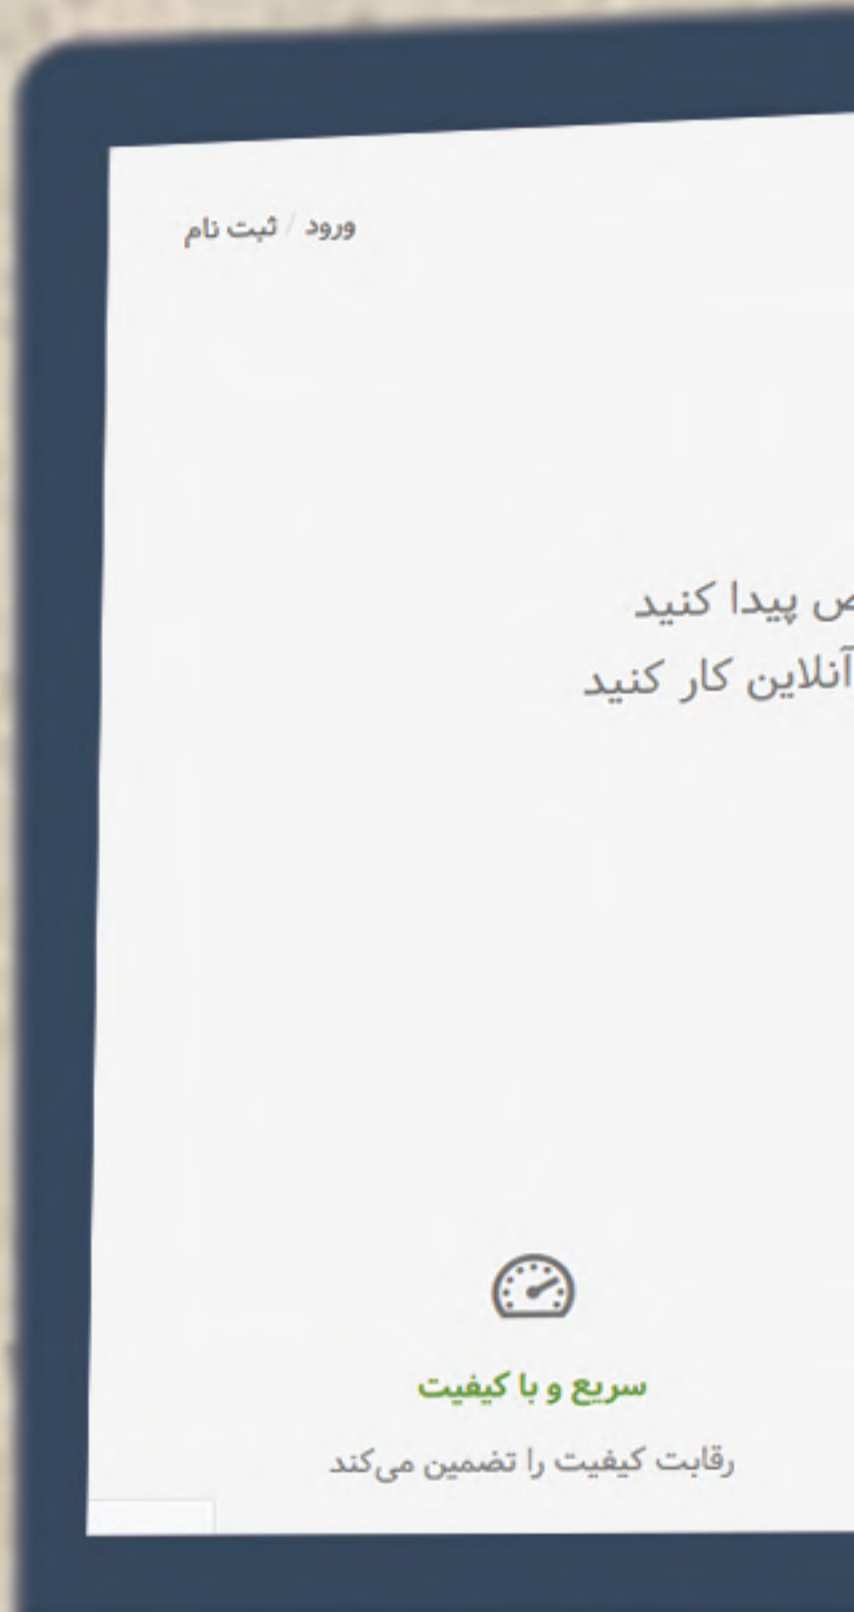 ورود / ثبت نام
پیدا کنید
آنلاین کار کنید
سریع و با کیفیت
رقابت کیفیت را تضمین می‌کند